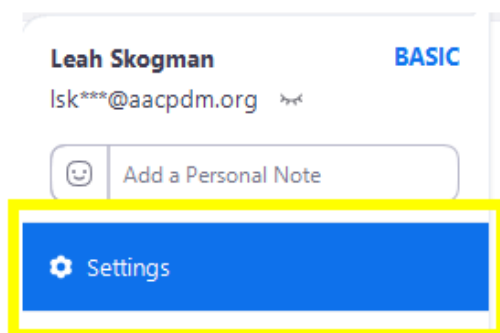 Leah Skogman BASIC
lsk***@aacpdm.org
Add a Personal Note
Settings